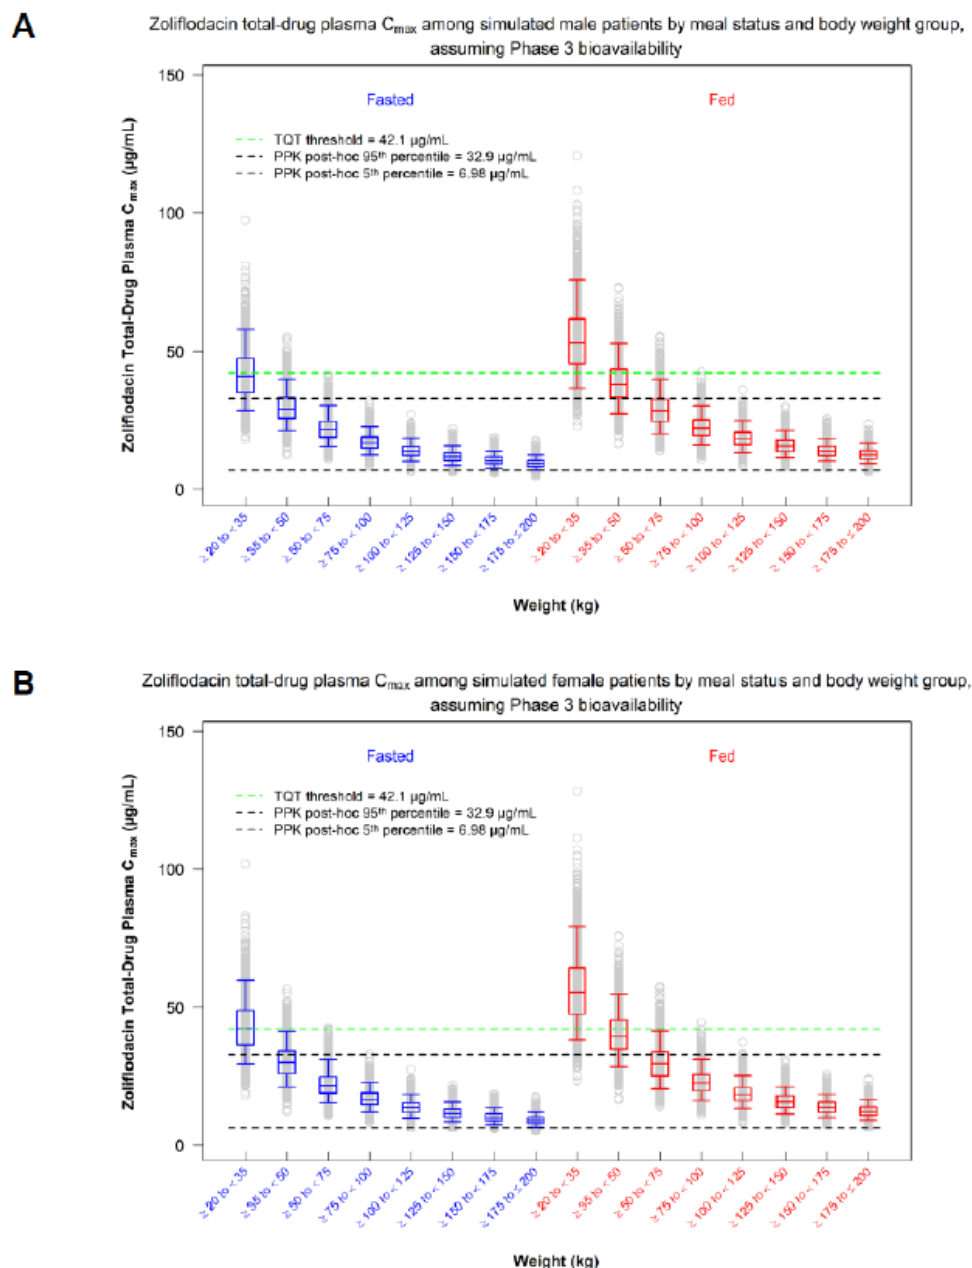 A
Zoliflodacin total-drug plasma Cmax among simulated male patients by meal status and body weight group,
assuming Phase 3 bioavailability
Zoliflodacin Total-Drug Plasma Cmax (µg/mL)
150
100
50
0
Fasted
Fed
TQT threshold = 42.1 µg/mL
PPK post-hoc 95th percentile = 32.9 µg/mL
PPK post-hoc 5th percentile = 6.98 µg/mL
≥ 20 to < 35
≥ 35 to < 50
≥ 50 to < 75
≥ 75 to < 100
≥ 100 to < 125
≥ 125 to < 150
≥ 150 to < 175
≥ 175 to ≤ 200
≥ 20 to < 35
≥ 35 to < 50
≥ 50 to < 75
≥ 75 to < 100
≥ 100 to < 125
≥ 125 to < 150
≥ 150 to < 175
≥ 175 to ≤ 200
Weight (kg)
B
Zoliflodacin total-drug plasma Cmax among simulated female patients by meal status and body weight group,
assuming Phase 3 bioavailability
Zoliflodacin Total-Drug Plasma Cmax (µg/mL)
150
100
50
0
Fasted
Fed
TQT threshold = 42.1 µg/mL
PPK post-hoc 95th percentile = 32.9 µg/mL
PPK post-hoc 5th percentile = 6.98 µg/mL
≥ 20 to < 35
≥ 35 to < 50
≥ 50 to < 75
≥ 75 to < 100
≥ 100 to < 125
≥ 125 to < 150
≥ 150 to < 175
≥ 175 to ≤ 200
≥ 20 to < 35
≥ 35 to < 50
≥ 50 to < 75
≥ 75 to < 100
≥ 100 to < 125
≥ 125 to < 150
≥ 150 to < 175
≥ 175 to ≤ 200
Weight (kg)